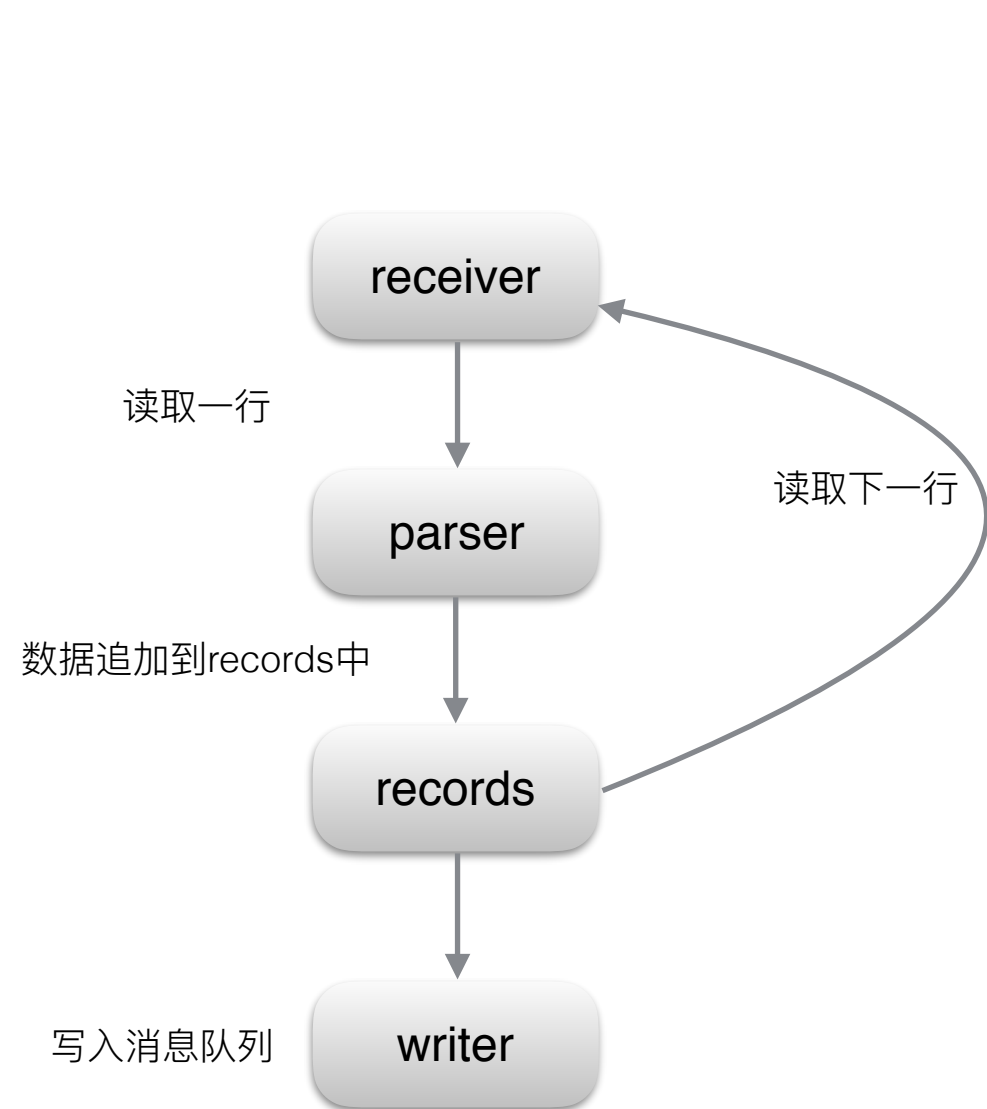 receiver
读取一行
读取下一行
parser
数据追加到records中
records
写入消息队列
writer